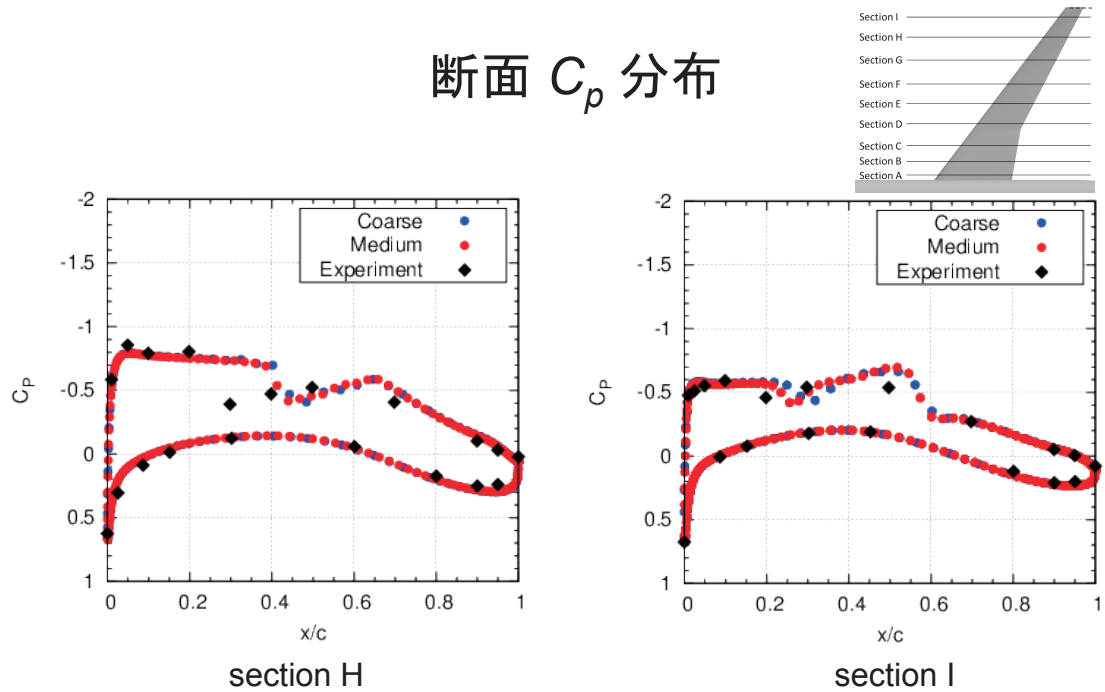 断面 Cp 分布
Section I
Section H
Section G
Section F
Section E
Section D
Section C
Section B
Section A
-2
-1.5
-1
-0.5
0
0.5
1
CP
Coarse
Medium
Experiment
0 0.2 0.4 0.6 0.8 1
x/c
section H
-2
-1.5
-1
-0.5
0
0.5
1
CP
Coarse
Medium
Experiment
0 0.2 0.4 0.6 0.8 1
x/c
section I